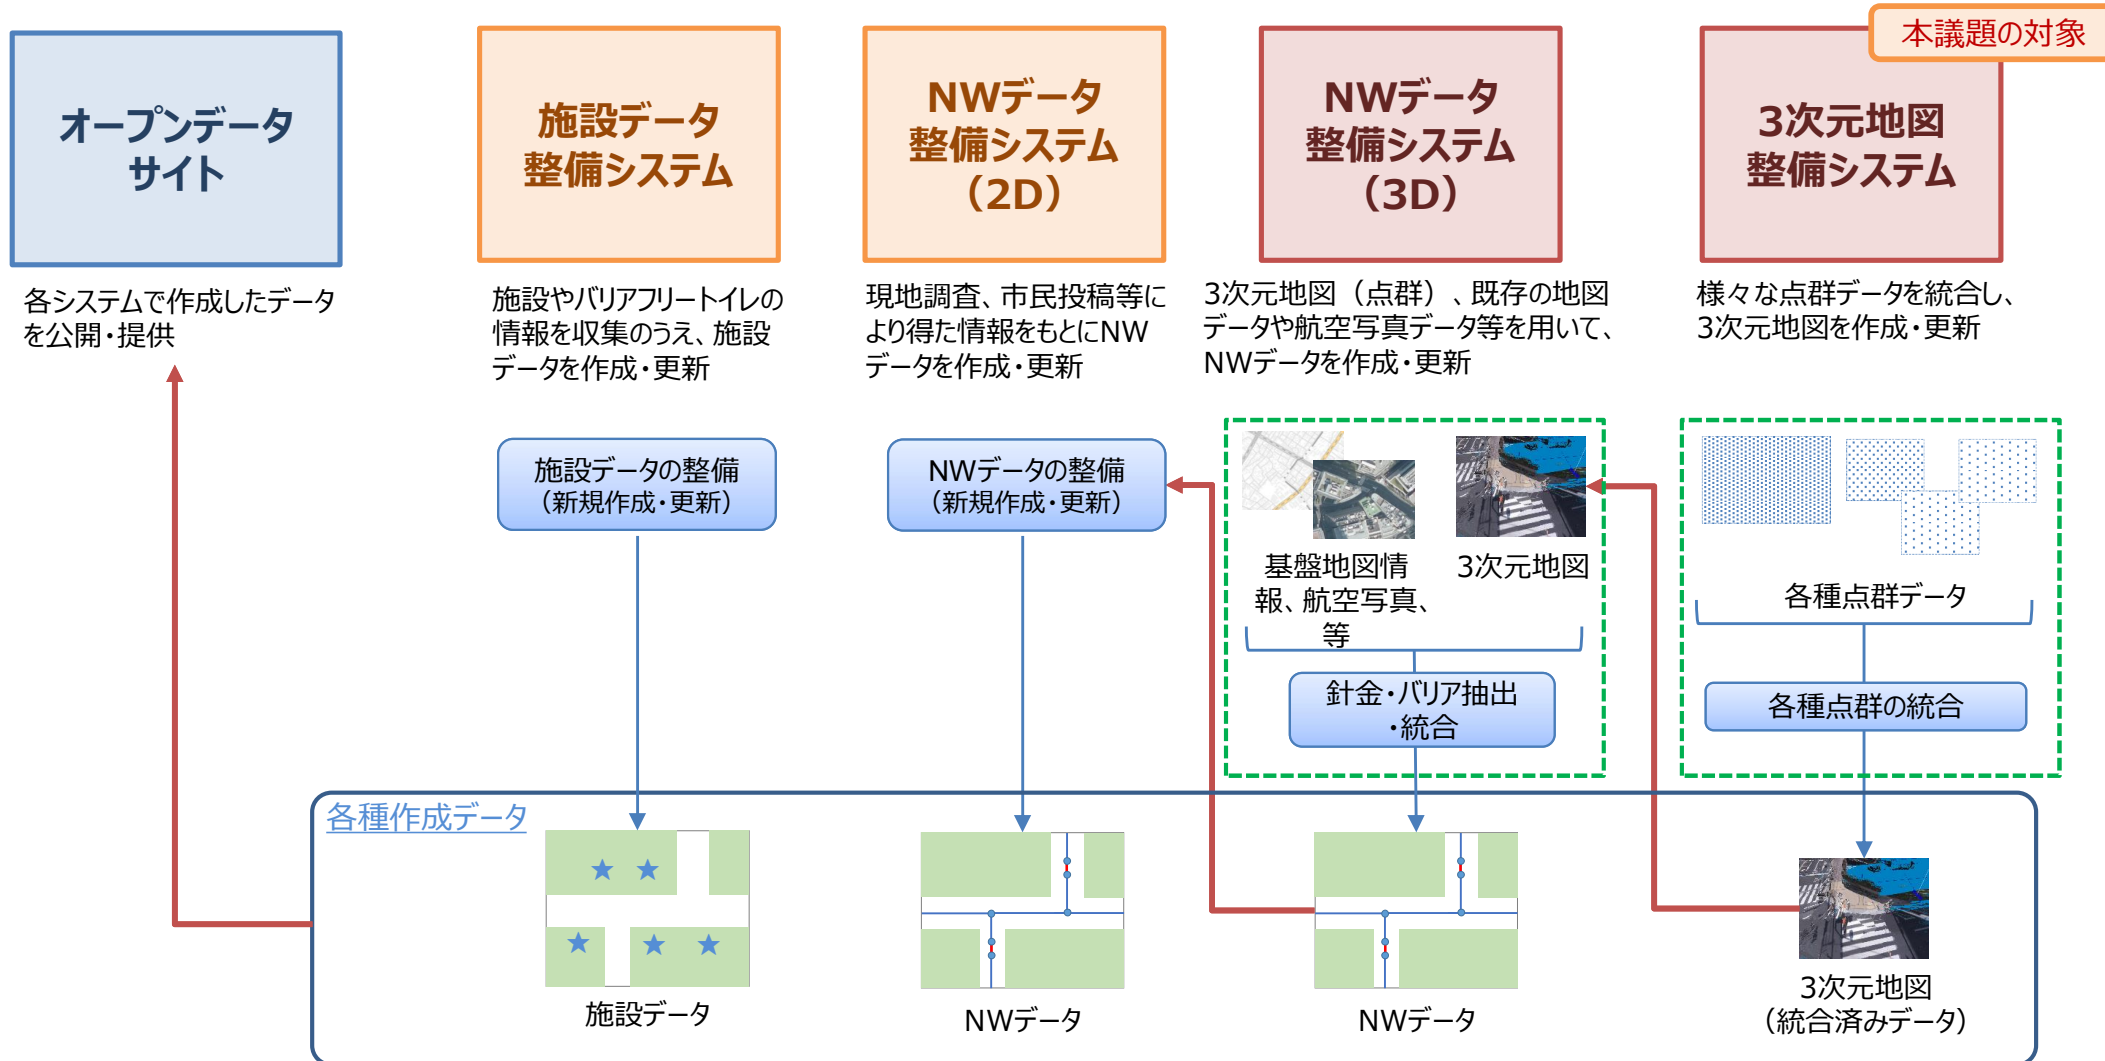 本議題の対象
オープンデータ
サイト
施設データ
整備システム
NWデータ
整備システム
（2D）
NWデータ
整備システム
（3D）
3次元地図
整備システム
各システムで作成したデータ
を公開・提供
施設やバリアフリートイレの
情報を収集のうえ、施設
データを作成・更新
現地調査、市民投稿等に
より得た情報をもとにNW
データを作成・更新
3次元地図（点群）、既存の地図
データや航空写真データ等を用いて、
NWデータを作成・更新
様々な点群データを統合し、
3次元地図を作成・更新
施設データの整備
（新規作成・更新）
NWデータの整備
（新規作成・更新）
基盤地図情
報、航空写真、
等
3次元地図
各種点群データ
針金・バリア抽出
・統合
各種点群の統合
各種作成データ
施設データ
NWデータ
NWデータ
3次元地図
（統合済みデータ）